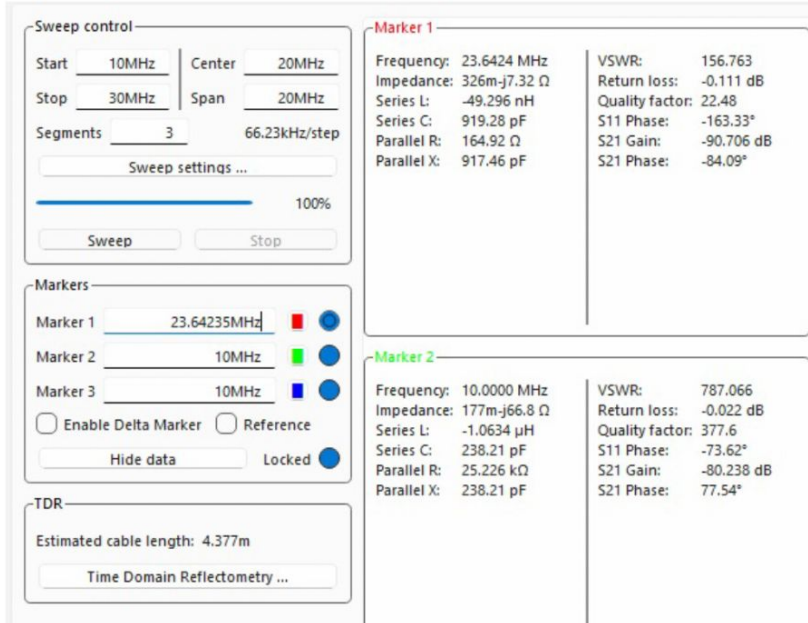 Sweep control
Start 10MHz Center 20MHz
Stop 30MHz Span 20MHz
Segments 3 66.23kHz/step
Sweep settings ...
100%
Sweep Stop
Markers
Marker 1 23.64235MHz
Marker 2 10MHz
Marker 3 10MHz
Enable Delta Marker Reference
Hide data Locked
TDR
Estimated cable length: 4.377m
Time Domain Reflectometry ...
Marker 1
Frequency: 23.6424 MHz VSWR: 156.763
Impedance: 326m-j7.32 Ω Return loss: -0.111 dB
Series L: -49.296 nH Quality factor: 22.48
Series C: 919.28 pF S11 Phase: -163.33°
Parallel R: 164.92 Ω S21 Gain: -90.706 dB
Parallel X: 917.46 pF S21 Phase: -84.09°
Marker 2
Frequency: 10.0000 MHz VSWR: 787.066
Impedance: 177m-j66.8 Ω Return loss: -0.022 dB
Series L: -1.0634 μH Quality factor: 377.6
Series C: 238.21 pF S11 Phase: -73.62°
Parallel R: 25.226 kΩ S21 Gain: -80.238 dB
Parallel X: 238.21 pF S21 Phase: 77.54°